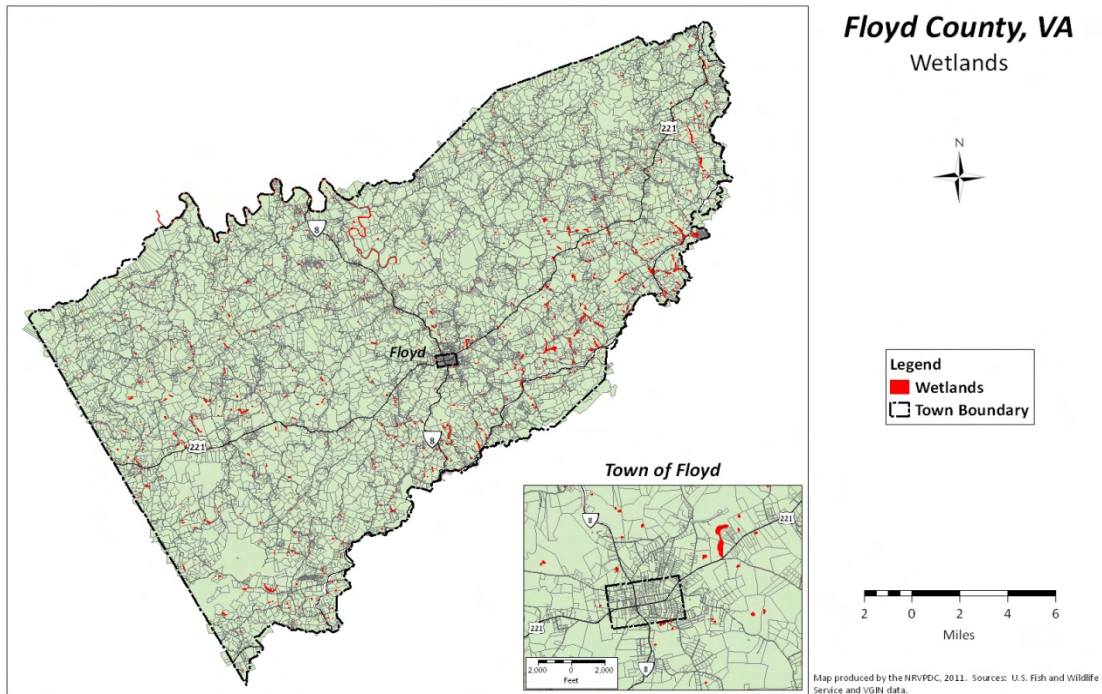 Floyd County, VA
Wetlands
N
221
8
Floyd
8
221
Legend
Wetlands
Town Boundary
Town of Floyd
8
221
221
8
2,000 0 2,000
Feet
2 0 2 4 6
Miles
Map produced by the NRVPDC, 2011. Sources: U.S. Fish and Wildlife
Service and VGIN data.